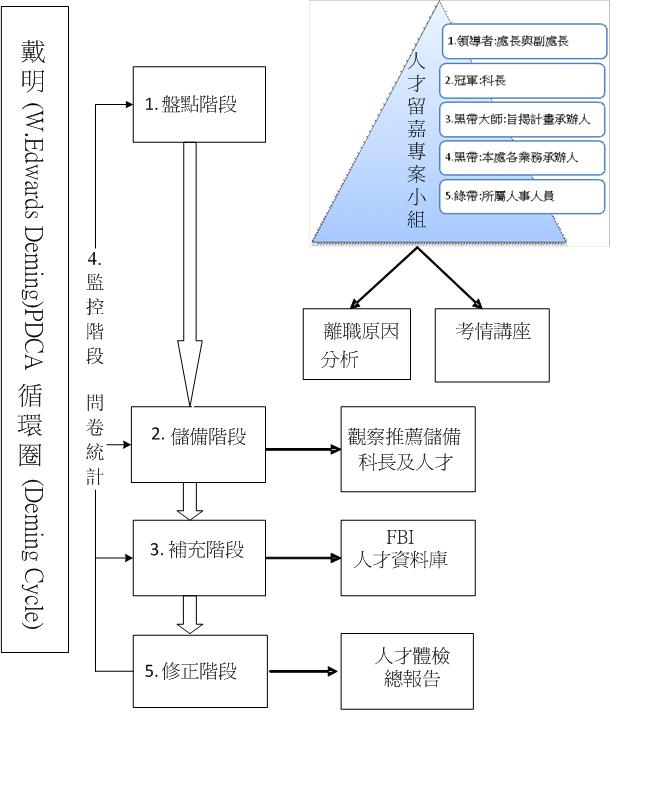 戴明 (W.Edwards Deming)PDCA 循環圈 (Deming Cycle)
1. 盤點階段
人才留嘉專案小組
1.領導者:處長與副處長
2.冠軍:科長
3.黑帶大師:旨揭計畫承辦人
4.黑帶:本處各業務承辦人
5.綠帶:所屬人事人員
4.監控階段
問卷統計
離職原因
分析
考情講座
2. 儲備階段
觀察推薦儲備
科長及人才
3. 補充階段
FBI
人才資料庫
5. 修正階段
人才體檢
總報告